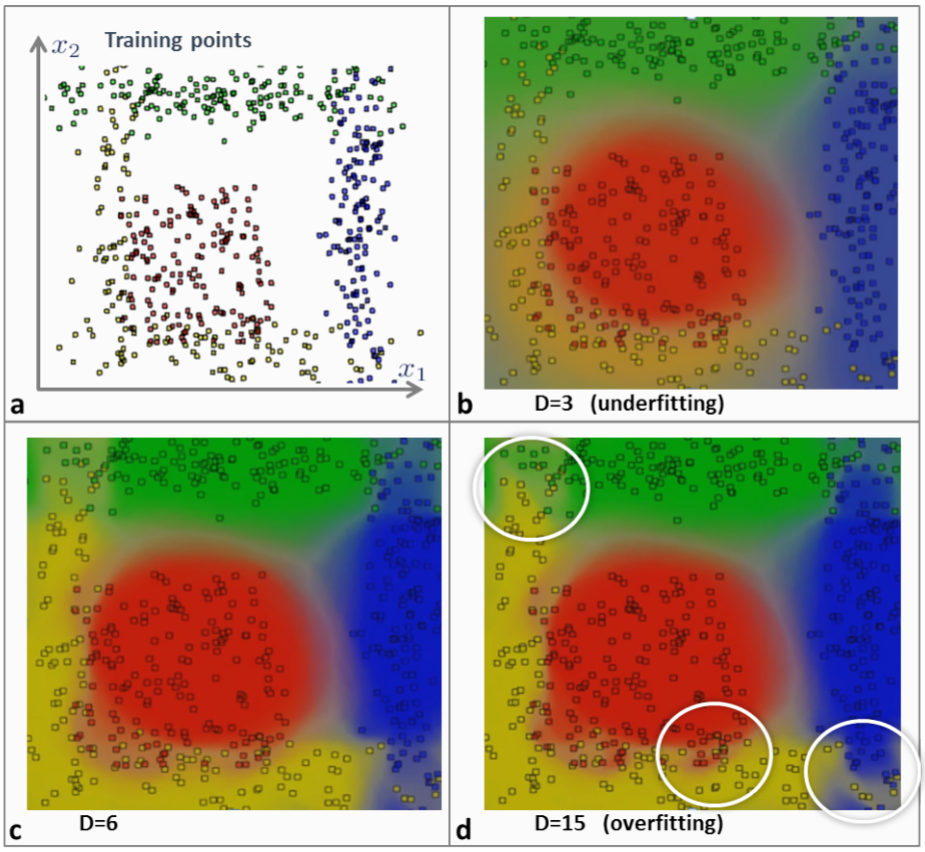 x₂ Training points
x₁
a
b D=3 (underfitting)
c D=6
d D=15 (overfitting)